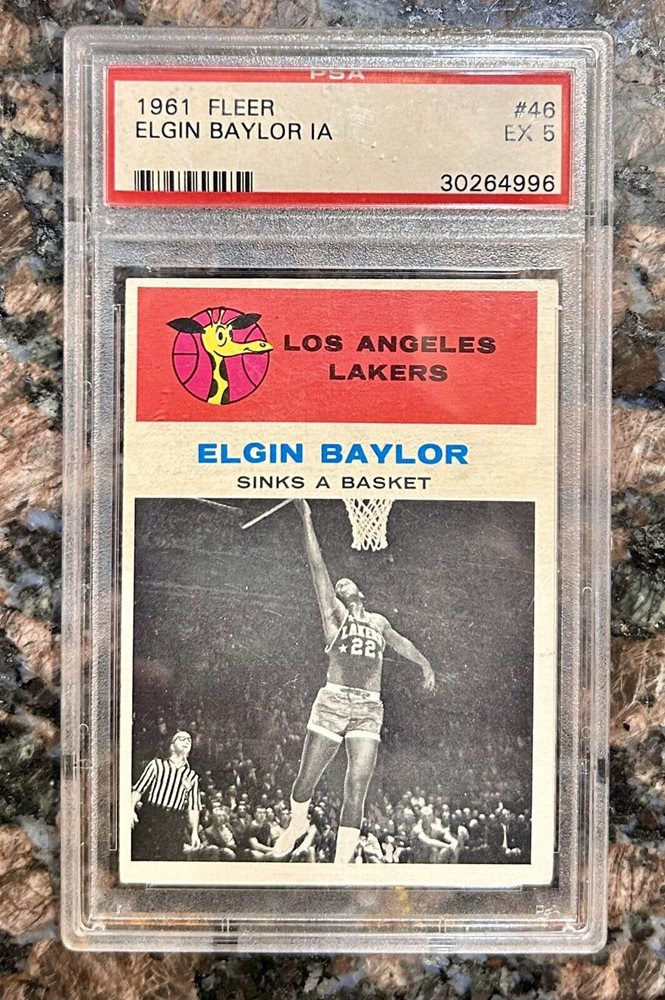 PSA
1961 FLEER #46
ELGIN BAYLOR IA EX 5
30264996
LOS ANGELES
LAKERS
ELGIN BAYLOR
SINKS A BASKET
LAKERS
22